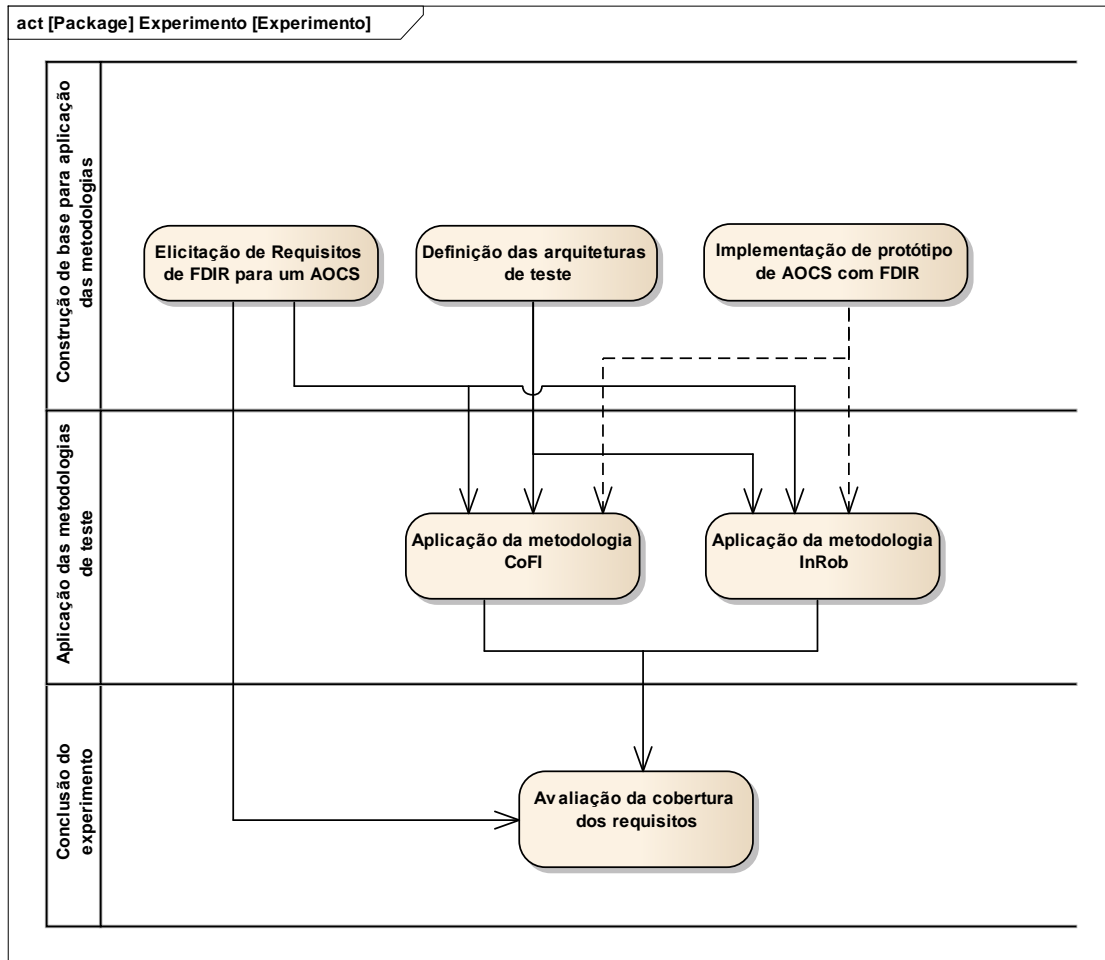 act [Package] Experimento [Experimento]
Construção de base para aplicação
das metodologias
Elicitação de Requisitos
de FDIR para um AOCS
Definição das arquiteturas
de teste
Implementação de protótipo
de AOCS com FDIR
Aplicação das metodologias
de teste
Aplicação da metodologia
CoFI
Aplicação da metodologia
InRob
Conclusão do
experimento
Avaliação da cobertura
dos requisitos